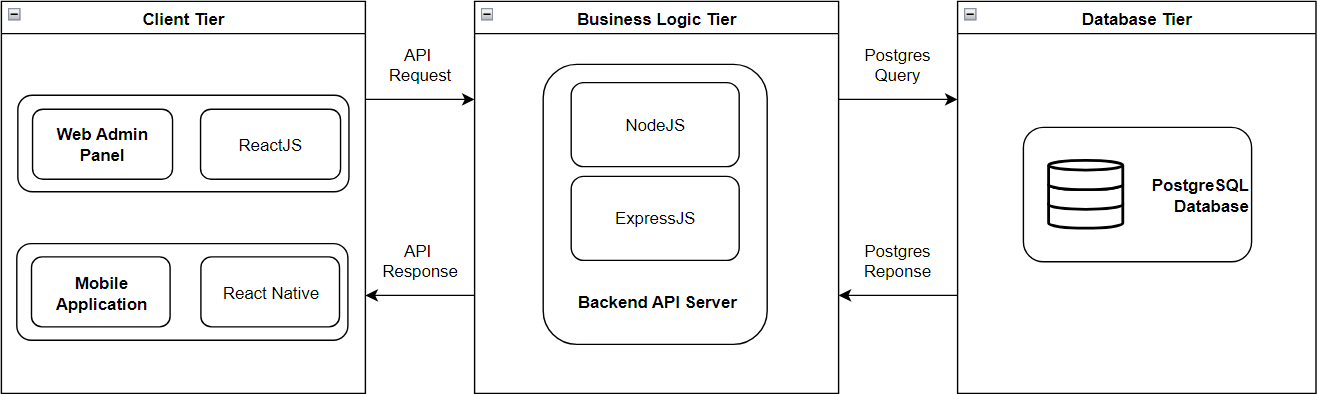 Client Tier
Business Logic Tier
Database Tier
API
Request
Postgres
Query
Web Admin
Panel
ReactJS
NodeJS
ExpressJS
PostgreSQL
Database
API
Response
Postgres
Reponse
Mobile
Application
React Native
Backend API Server